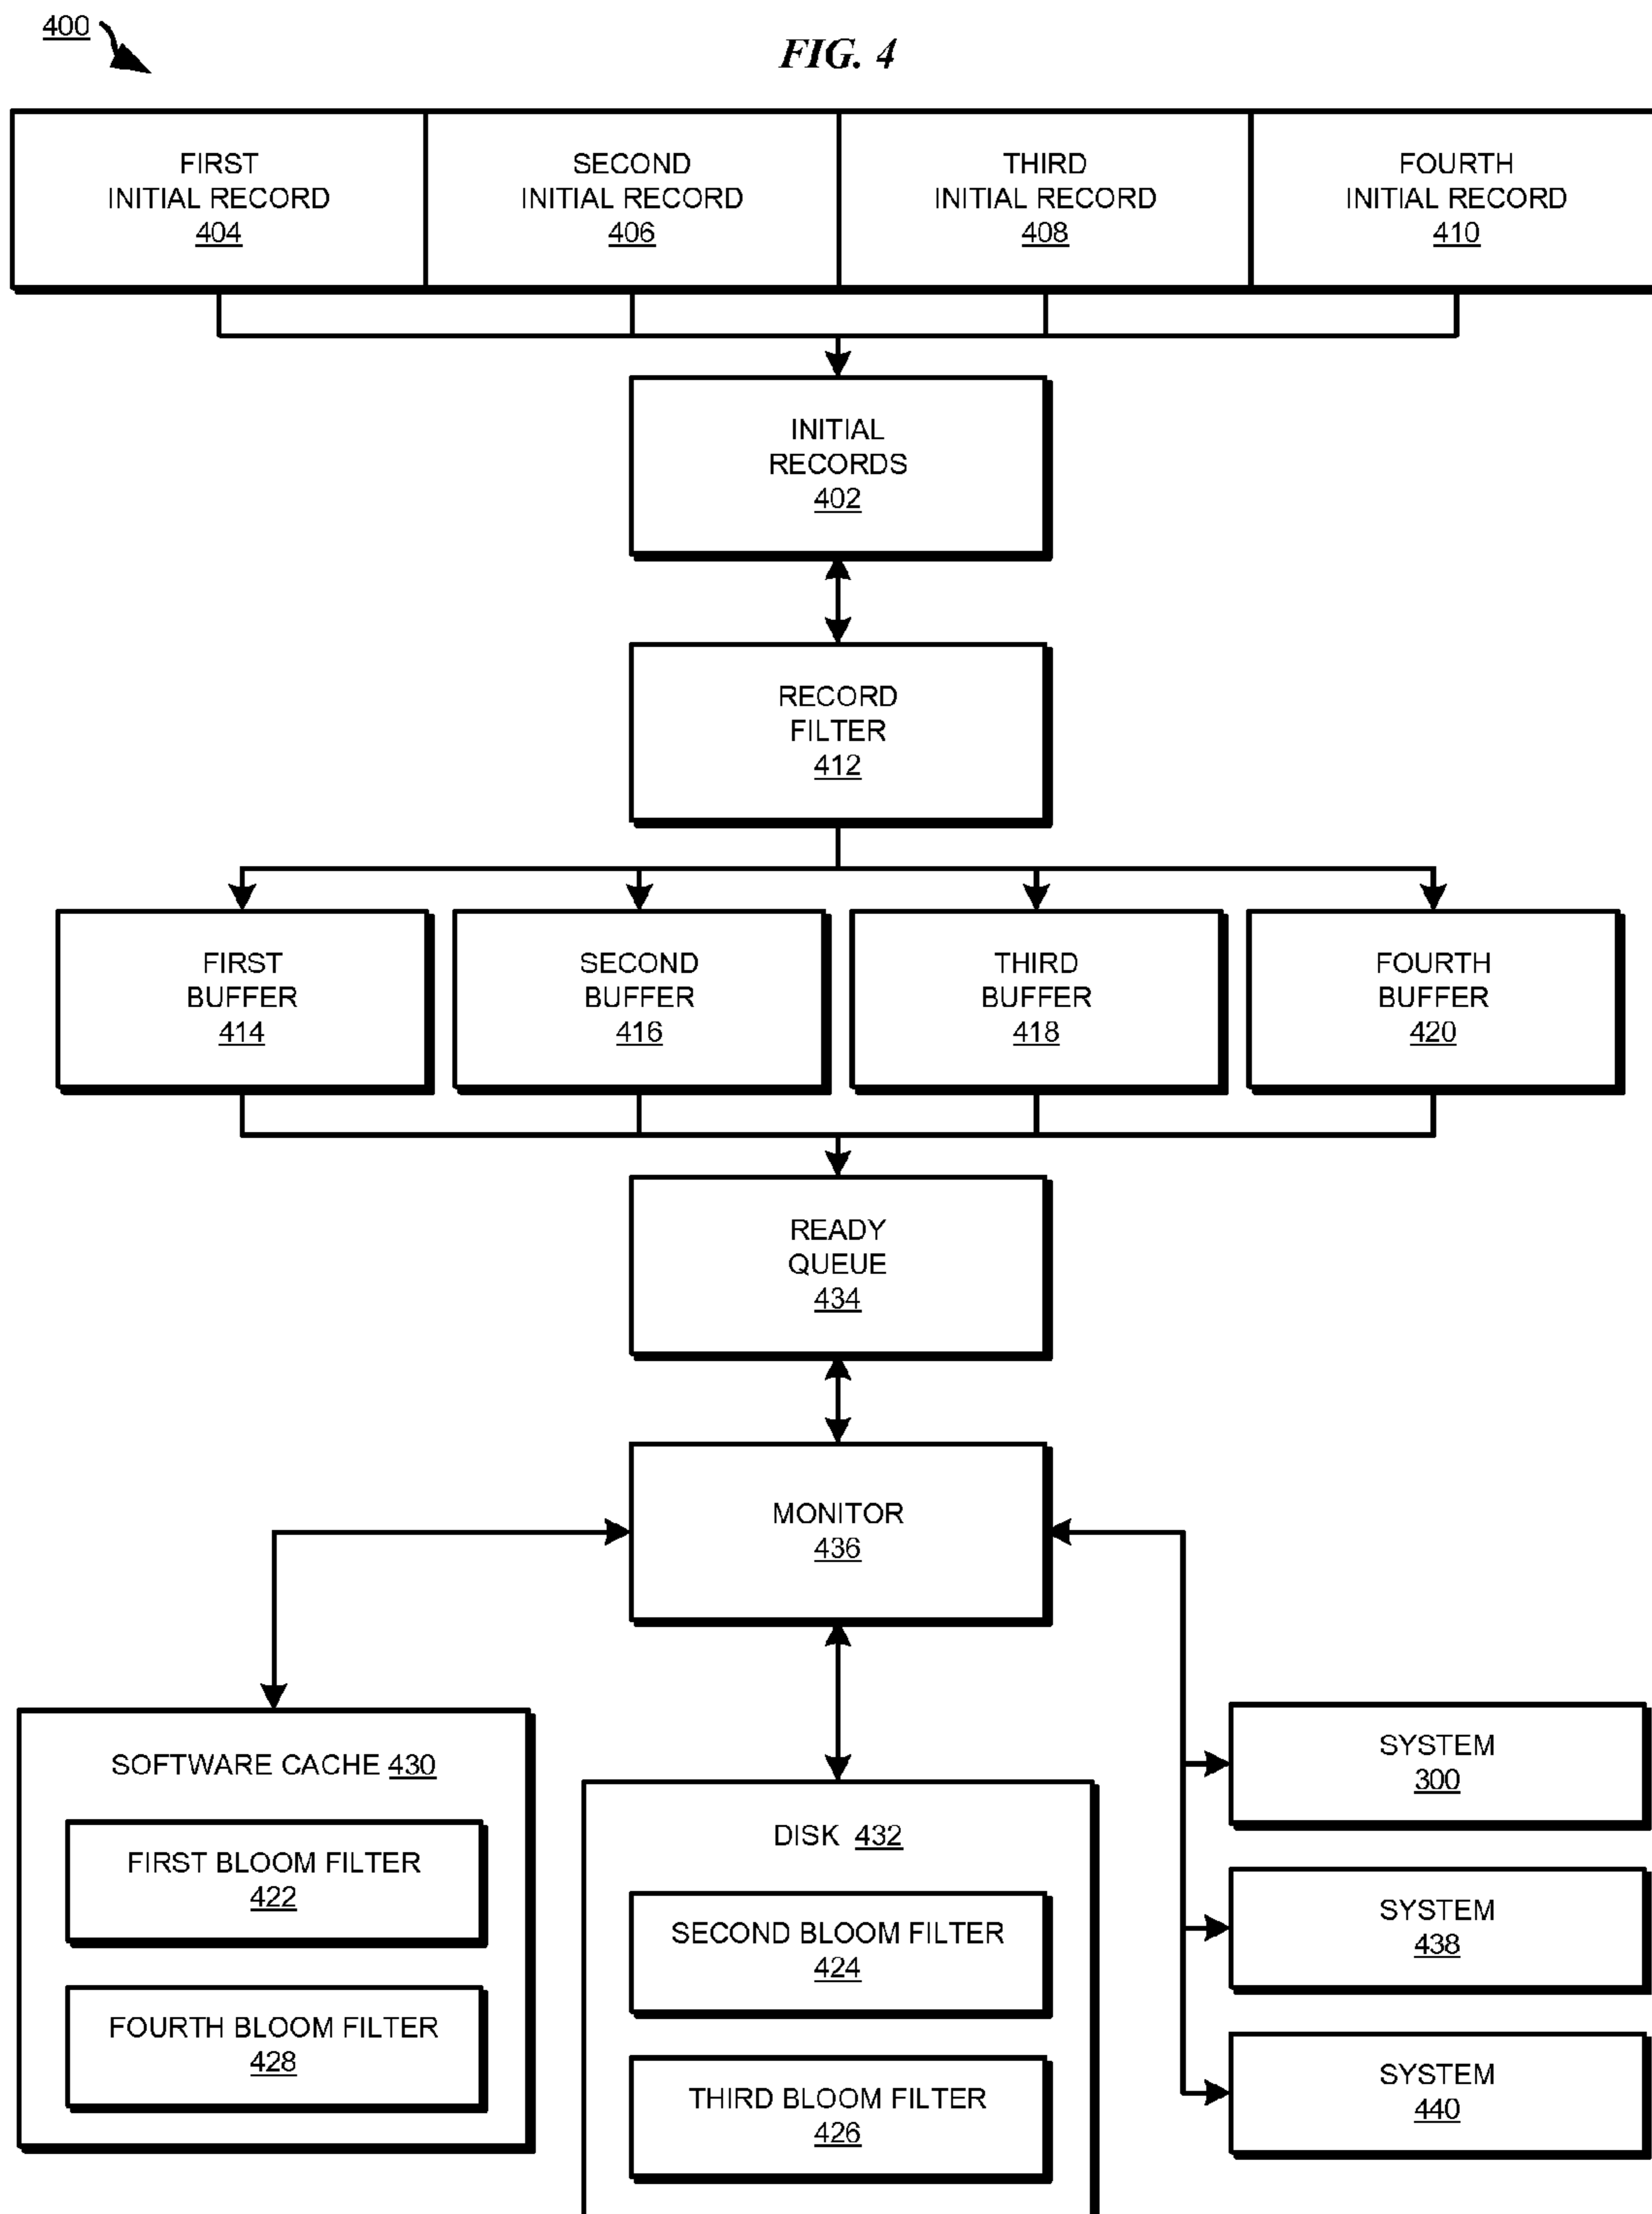 400
FIG. 4
FIRST
INITIAL RECORD
404
SECOND
INITIAL RECORD
406
THIRD
INITIAL RECORD
408
FOURTH
INITIAL RECORD
410
INITIAL
RECORDS
402
RECORD
FILTER
412
FIRST
BUFFER
414
SECOND
BUFFER
416
THIRD
BUFFER
418
FOURTH
BUFFER
420
READY
QUEUE
434
MONITOR
436
SOFTWARE CACHE 430
FIRST BLOOM FILTER
422
FOURTH BLOOM FILTER
428
DISK 432
SECOND BLOOM FILTER
424
THIRD BLOOM FILTER
426
SYSTEM
300
SYSTEM
438
SYSTEM
440